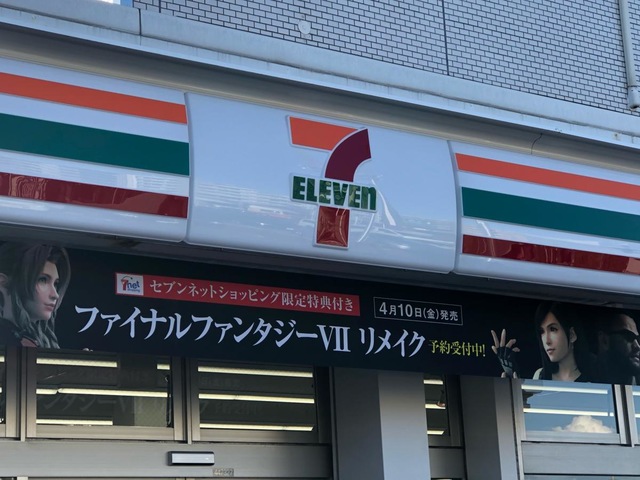 7
ELEVEn
7net
セブンネットショッピング限定特典付き
4月10日(金)発売
ファイナルファンタジーVII リメイク 予約受付中!